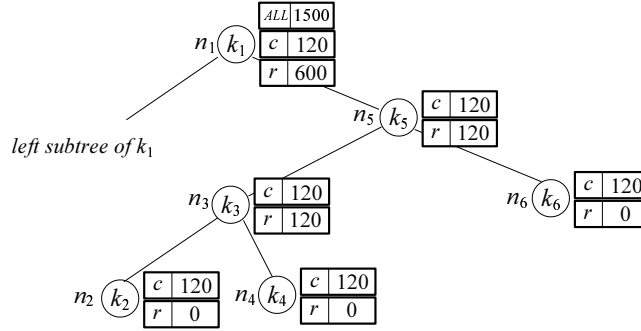 ALL 1500
n1 k1 c 120
r 600
n5 k5 c 120
r 120
left subtree of k1
n3 k3 c 120
r 120
n6 k6 c 120
r 0
n2 k2 c 120
r 0
n4 k4 c 120
r 0